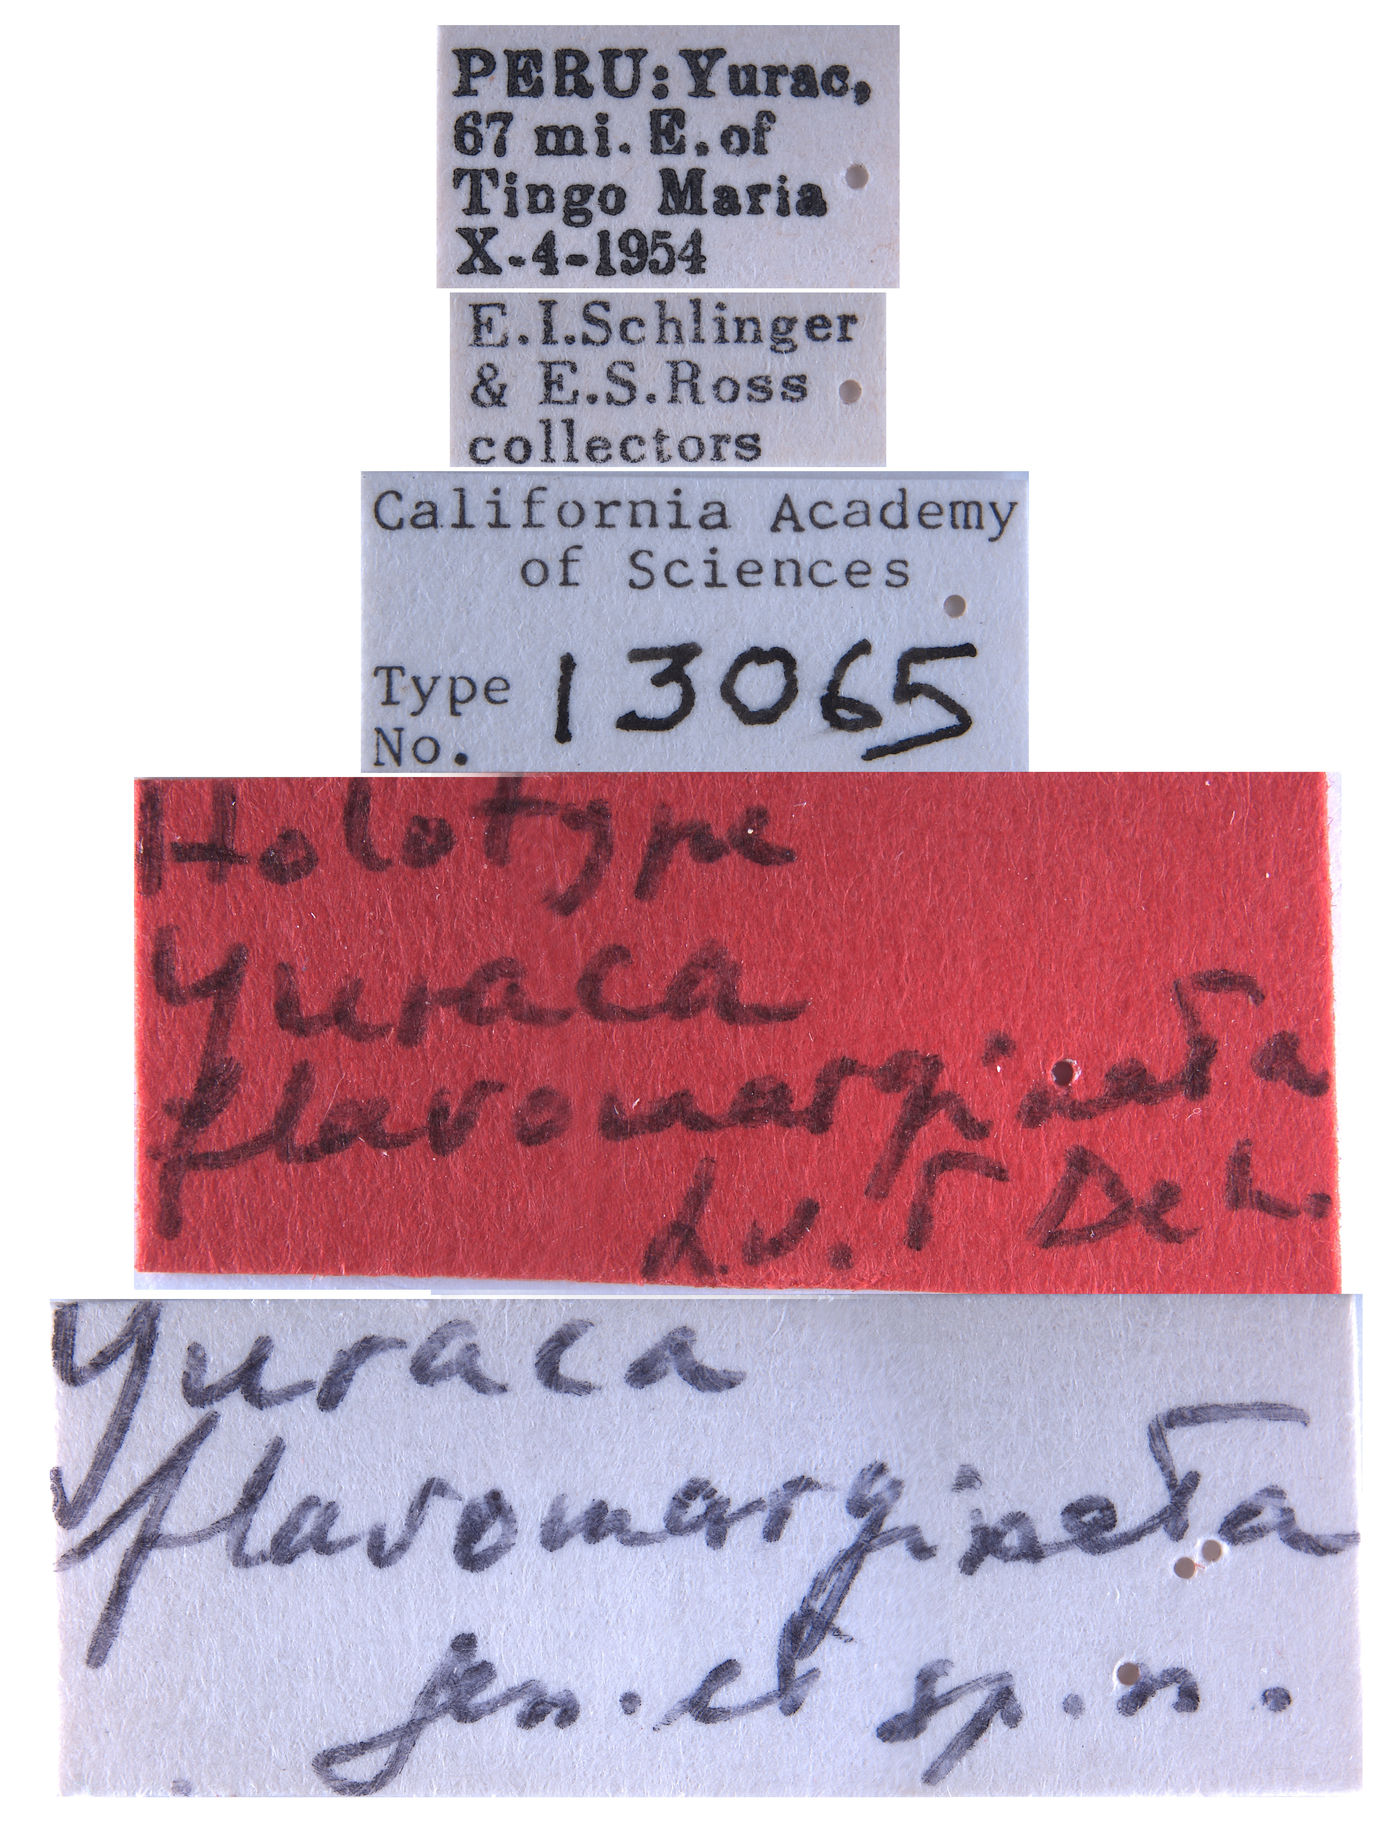 PERU: Yurac,
67 mi. E. of
Tingo Maria
X-4-1954
E.I.Schlinger
& E.S.Ross
collectors
California Academy
of Sciences
Type
No. 13065
Holotype
Yuraca
flavomarginata
L.v.T DeL.
Yuraca
flavomarginata
gen. et sp. n.